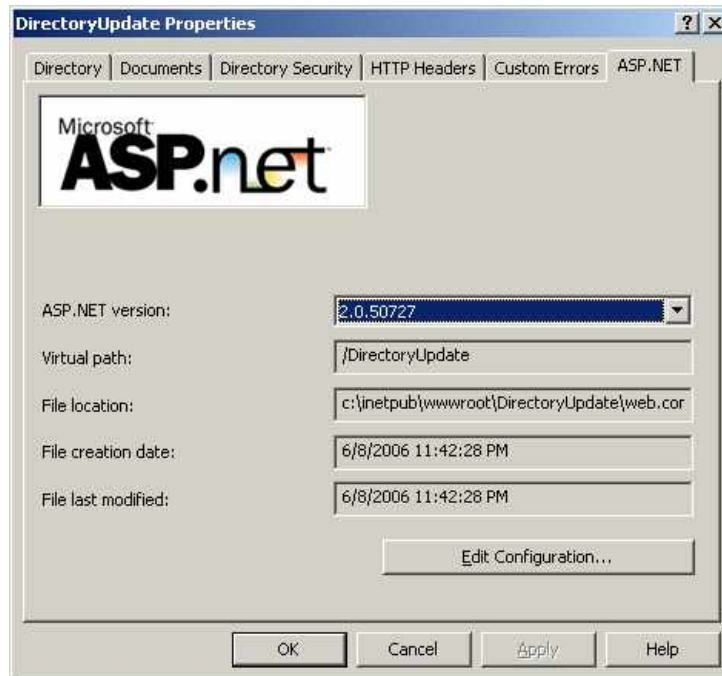 DirectoryUpdate Properties
Directory Documents Directory Security HTTP Headers Custom Errors ASP.NET
Microsoft
ASP.net
ASP.NET version: 2.0.50727
Virtual path: /DirectoryUpdate
File location: c:\inetpub\wwwroot\DirectoryUpdate\web.cor
File creation date: 6/8/2006 11:42:28 PM
File last modified: 6/8/2006 11:42:28 PM
Edit Configuration...
OK Cancel Apply Help